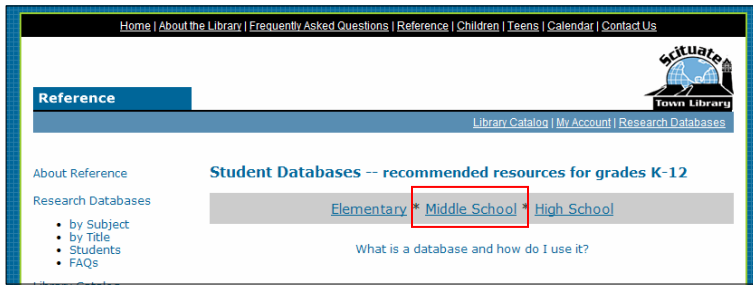 Home | About the Library | Frequently Asked Questions | Reference | Children | Teens | Calendar | Contact Us
Scituate
Town Library
Reference
Library Catalog | My Account | Research Databases
About Reference
Research Databases
• by Subject
• by Title
• Students
• FAQs
Library Catalog
Student Databases -- recommended resources for grades K-12
Elementary * Middle School * High School
What is a database and how do I use it?